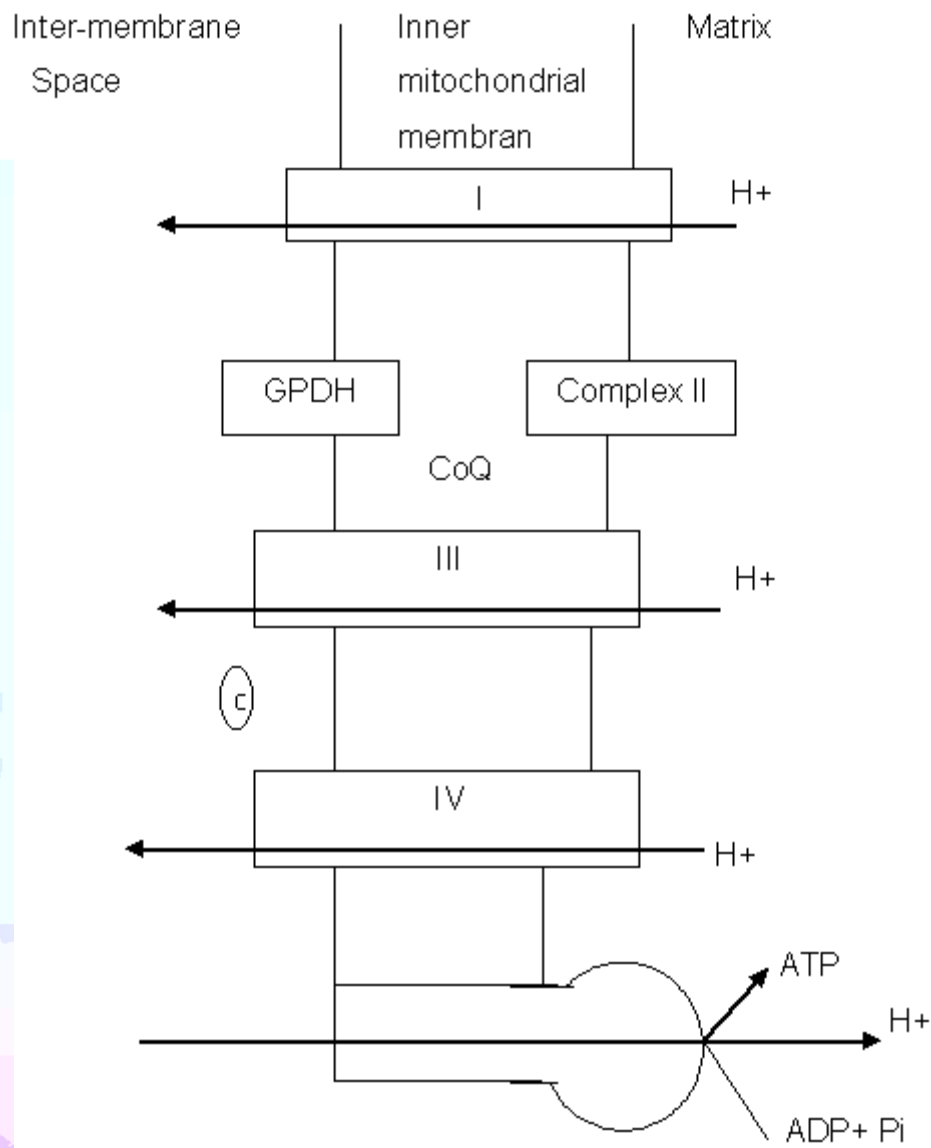 Inter-membrane
Space
Inner
mitochondrial
membran
Matrix
I
H+
GPDH
Complex II
CoQ
III
H+
c
IV
H+
ATP
H+
ADP+ Pi